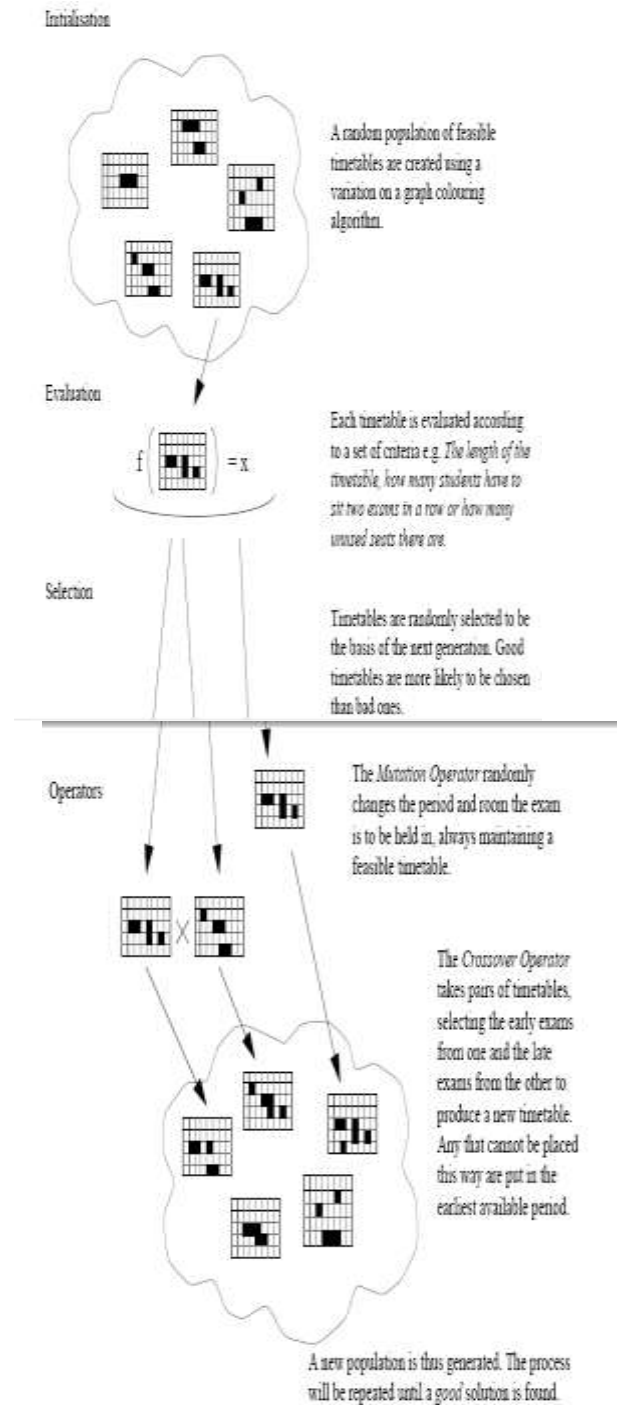 Initialisation
A random population of feasible
timetables are created using a
variation on a graph colouring
algorithm.
Evaluation
f ( ) = x
Each timetable is evaluated according
to a set of criteria e.g. The length of the
timetable, how many students have to
sit two exams in a row or how many
unused seats there are.
Selection
Timetables are randomly selected to be
the basis of the next generation. Good
timetables are more likely to be chosen
than bad ones.
Operators
The Mutation Operator randomly
changes the period and room the exam
is to be held in, always maintaining a
feasible timetable.
X
The Crossover Operator
takes pairs of timetables,
selecting the early exams
from one and the late
exams from the other to
produce a new timetable.
Any that cannot be placed
this way are put in the
earliest available period.
A new population is thus generated. The process
will be repeated until a good solution is found.